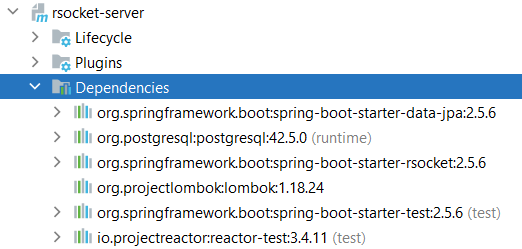 rsocket-server
Lifecycle
Plugins
Dependencies
org.springframework.boot:spring-boot-starter-data-jpa:2.5.6
org.postgresql:postgresql:42.5.0 (runtime)
org.springframework.boot:spring-boot-starter-rsocket:2.5.6
org.projectlombok:lombok:1.18.24
org.springframework.boot:spring-boot-starter-test:2.5.6 (test)
io.projectreactor:reactor-test:3.4.11 (test)